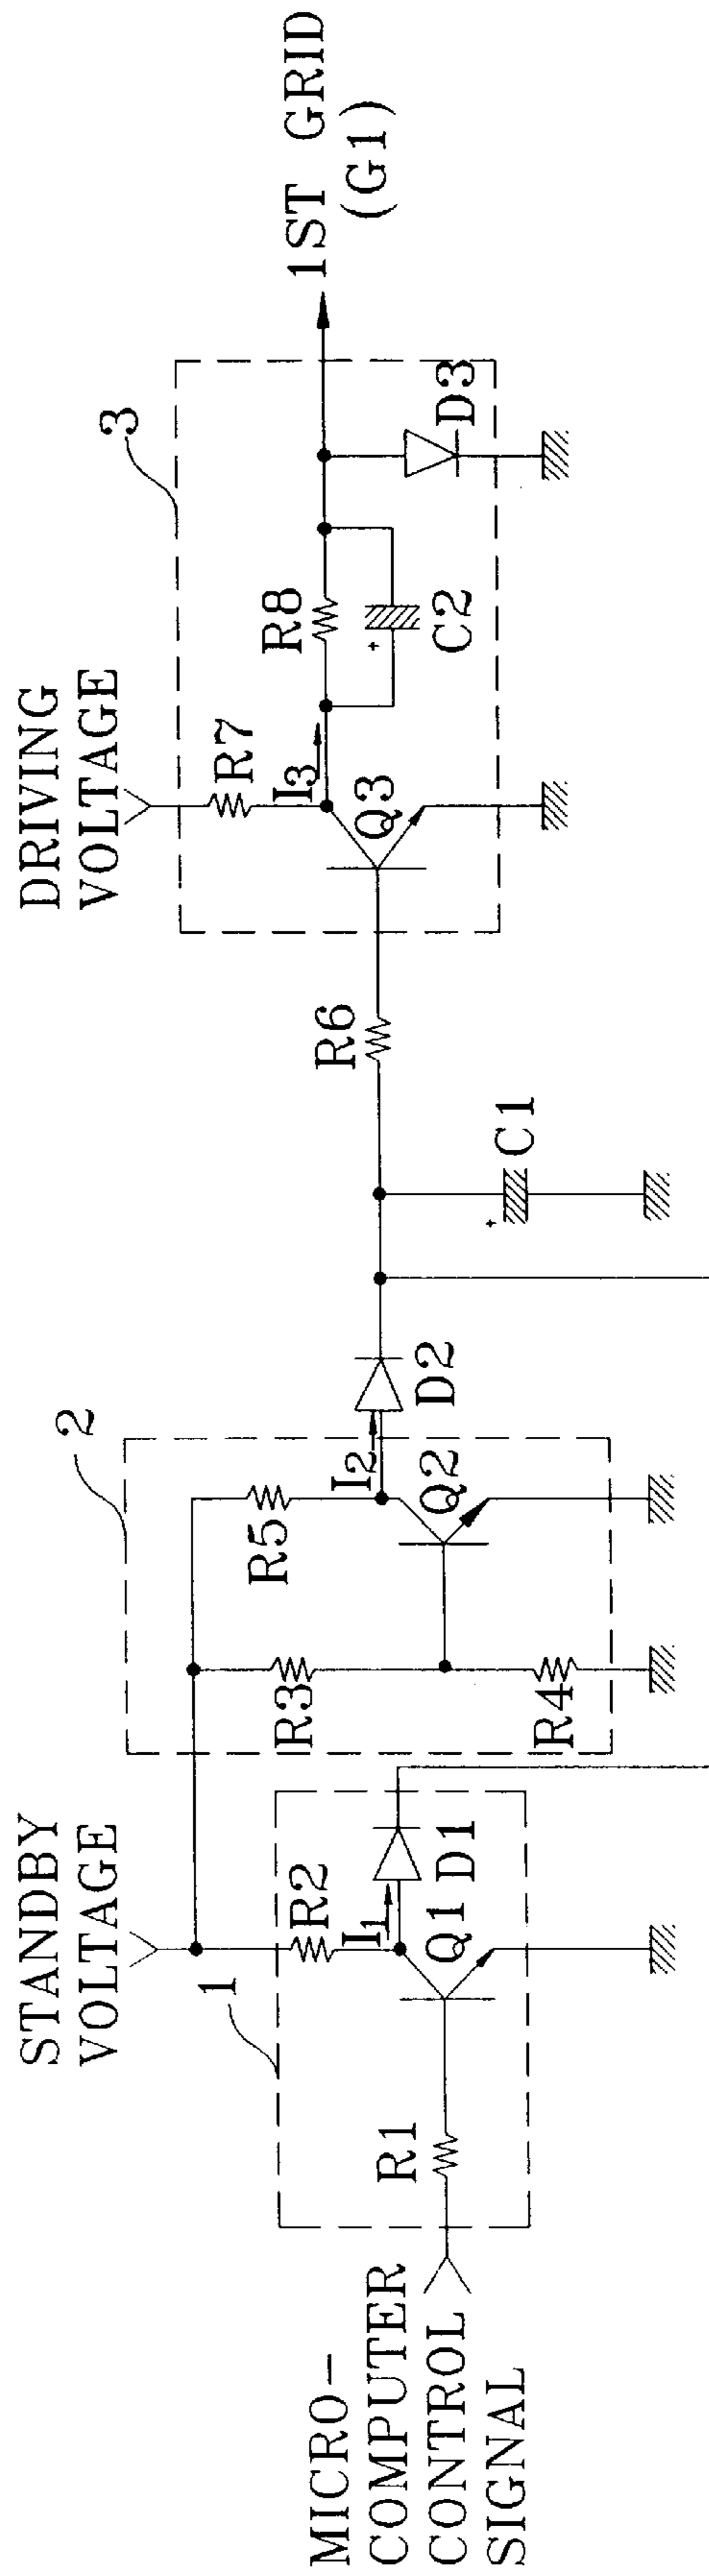 MICRO-
COMPUTER
CONTROL
SIGNAL
R1
1
STANDBY
VOLTAGE
R2
I1
Q1
D1
2
R3
R4
R5
I2
Q2
D2
C1
+
R6
3
DRIVING
VOLTAGE
R7
I3
Q3
R8
+
C2
D3
1ST GRID
(G1)